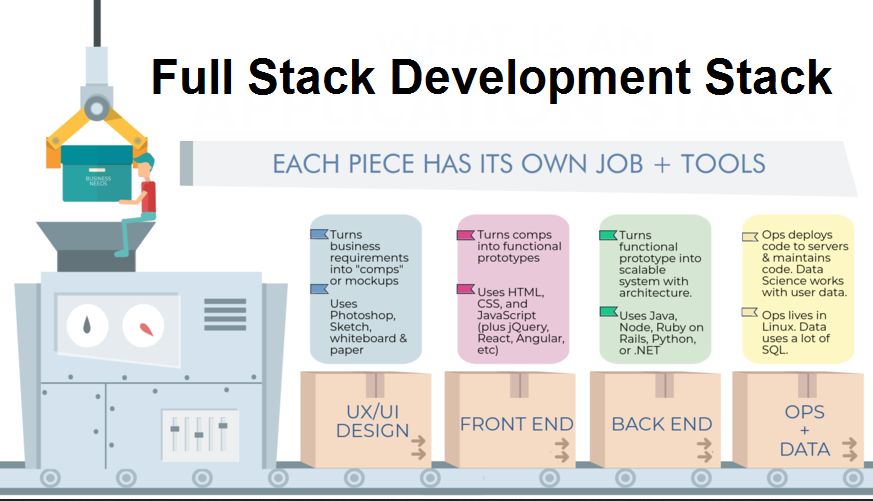 Full Stack Development Stack
EACH PIECE HAS ITS OWN JOB + TOOLS
BUSINESS
NEEDS
Turns
business
requirements
into "comps"
or mockups
Uses
Photoshop,
Sketch,
whiteboard &
paper
Turns comps
into functional
prototypes
Uses HTML,
CSS, and
JavaScript
(plus jQuery,
React, Angular,
etc)
Turns
functional
prototype into
scalable
system with
architecture.
Uses Java,
Node, Ruby on
Rails, Python,
or .NET
Ops deploys
code to servers
& maintains
code. Data
Science works
with user data.
Ops lives in
Linux. Data
uses a lot of
SQL.
UX/UI
DESIGN
FRONT END
BACK END
OPS
+
DATA